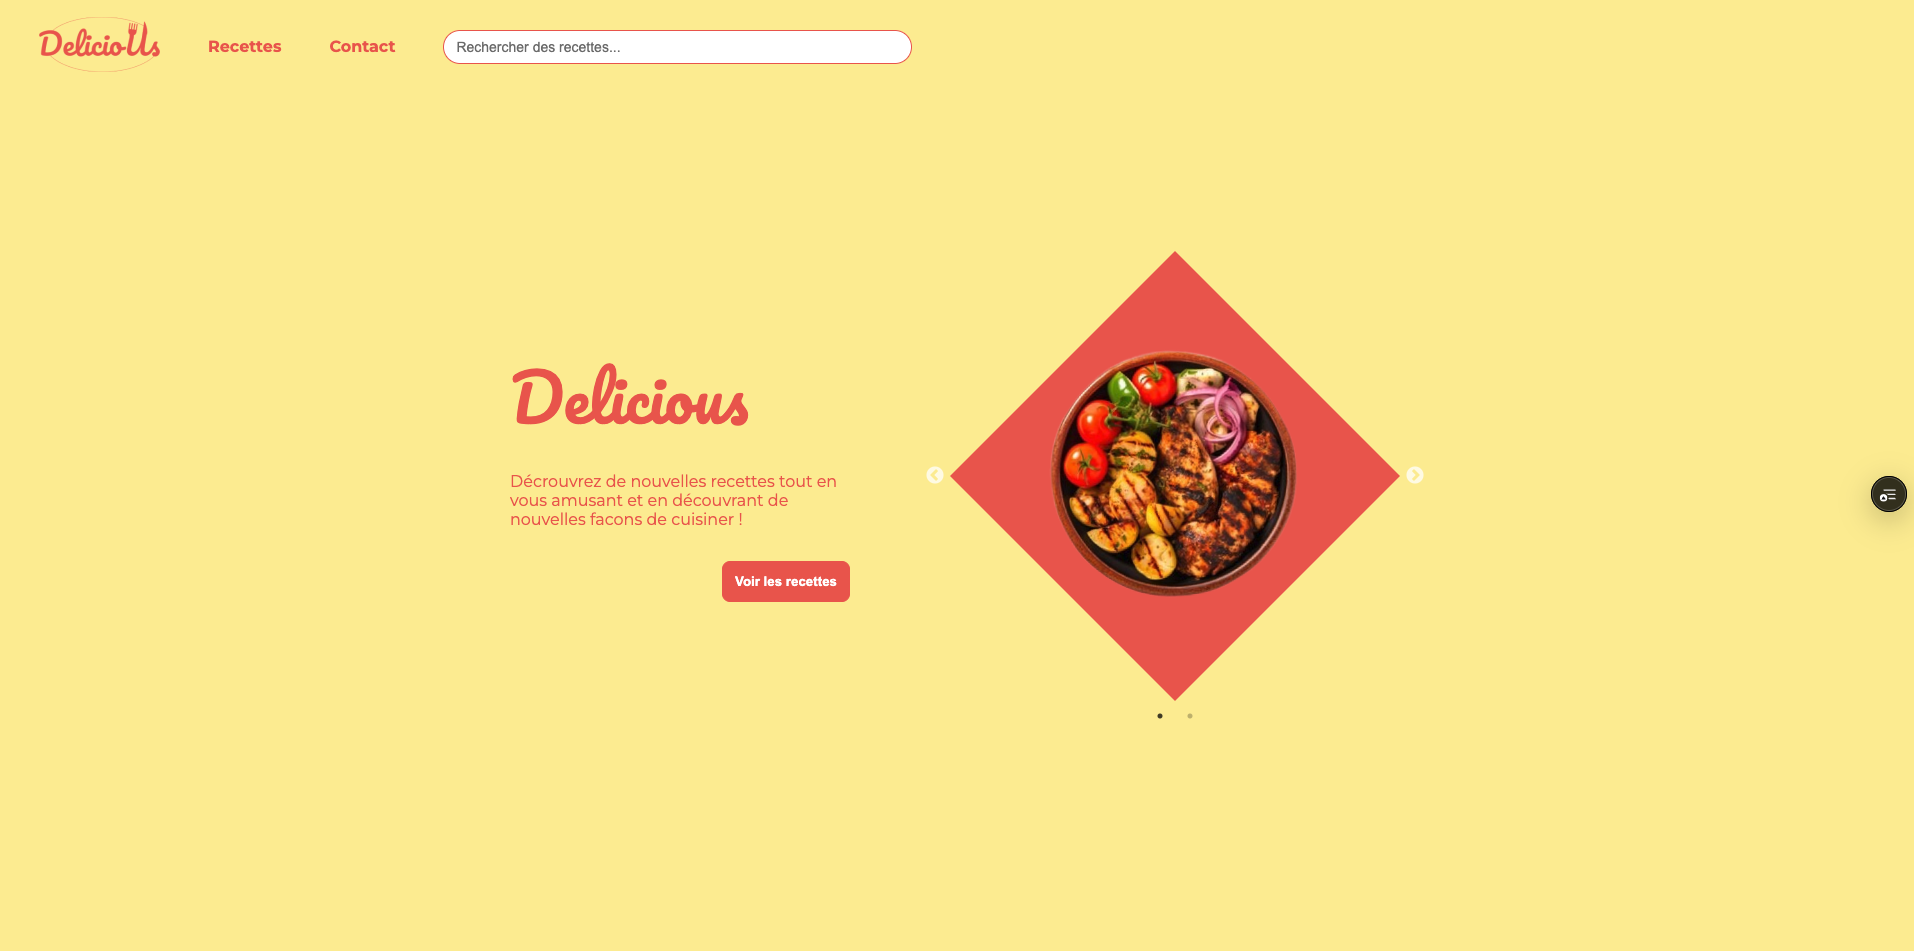 DelicioUs
Recettes
Contact
Rechercher des recettes...
Delicious
Découvrez de nouvelles recettes tout en
vous amusant et en découvrant de
nouvelles facons de cuisiner !
Voir les recettes